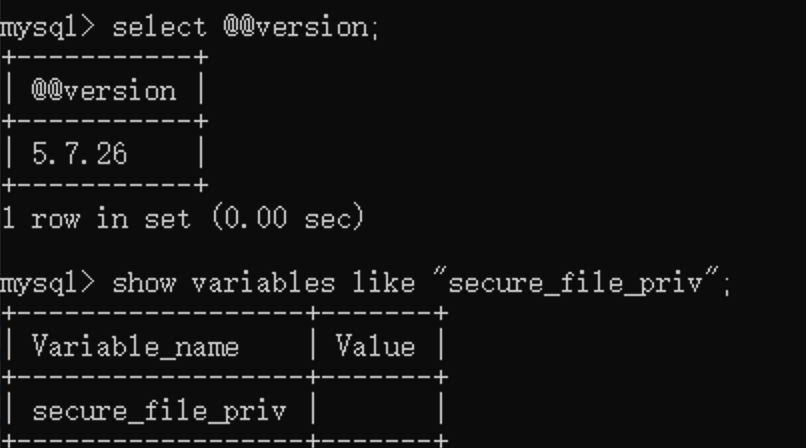 mysql> select @@version;
+-----------+
| @@version |
+-----------+
| 5.7.26    |
+-----------+
1 row in set (0.00 sec)
mysql> show variables like "secure_file_priv";
+------------------+-------+
| Variable_name    | Value |
+------------------+-------+
| secure_file_priv |       |
+------------------+-------+